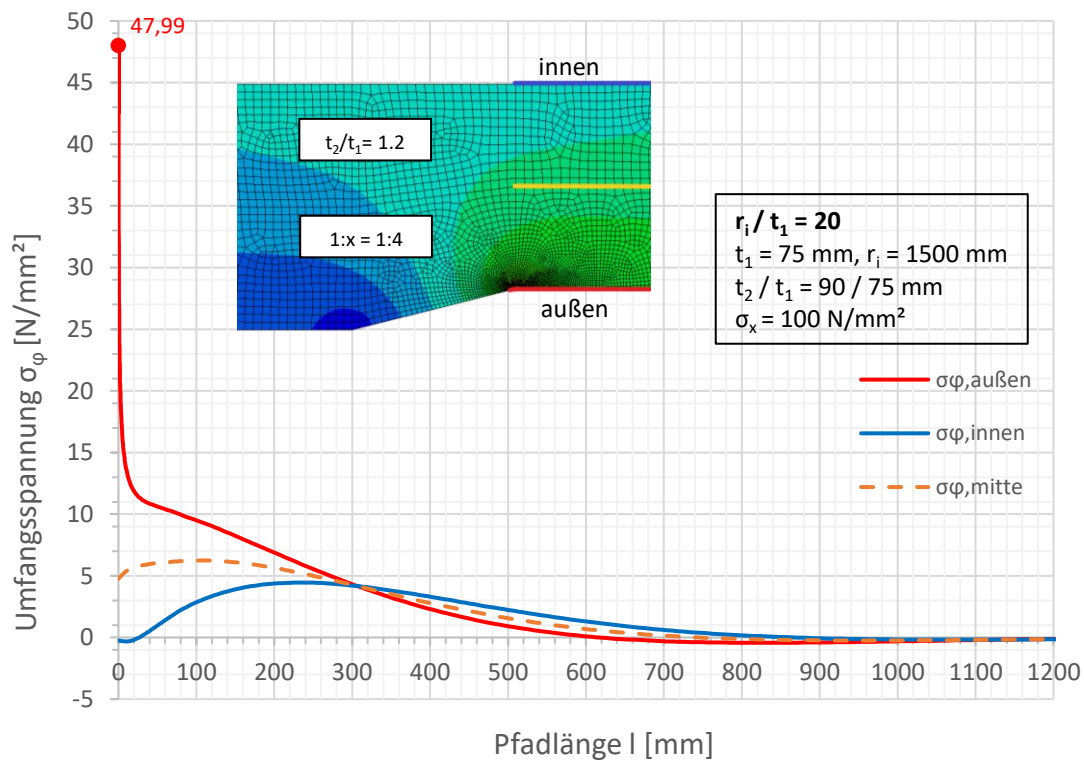 50
45
40
35
30
25
20
15
10
5
0
-5
Umfangsspannung σφ [N/mm²]
47,99
innen
t2/t1= 1.2
1:x = 1:4
außen
ri / t1 = 20
t1 = 75 mm, ri = 1500 mm
t2 / t1 = 90 / 75 mm
σx = 100 N/mm²
σφ,außen
σφ,innen
σφ,mitte
0 100 200 300 400 500 600 700 800 900 1000 1100 1200
Pfadlänge l [mm]